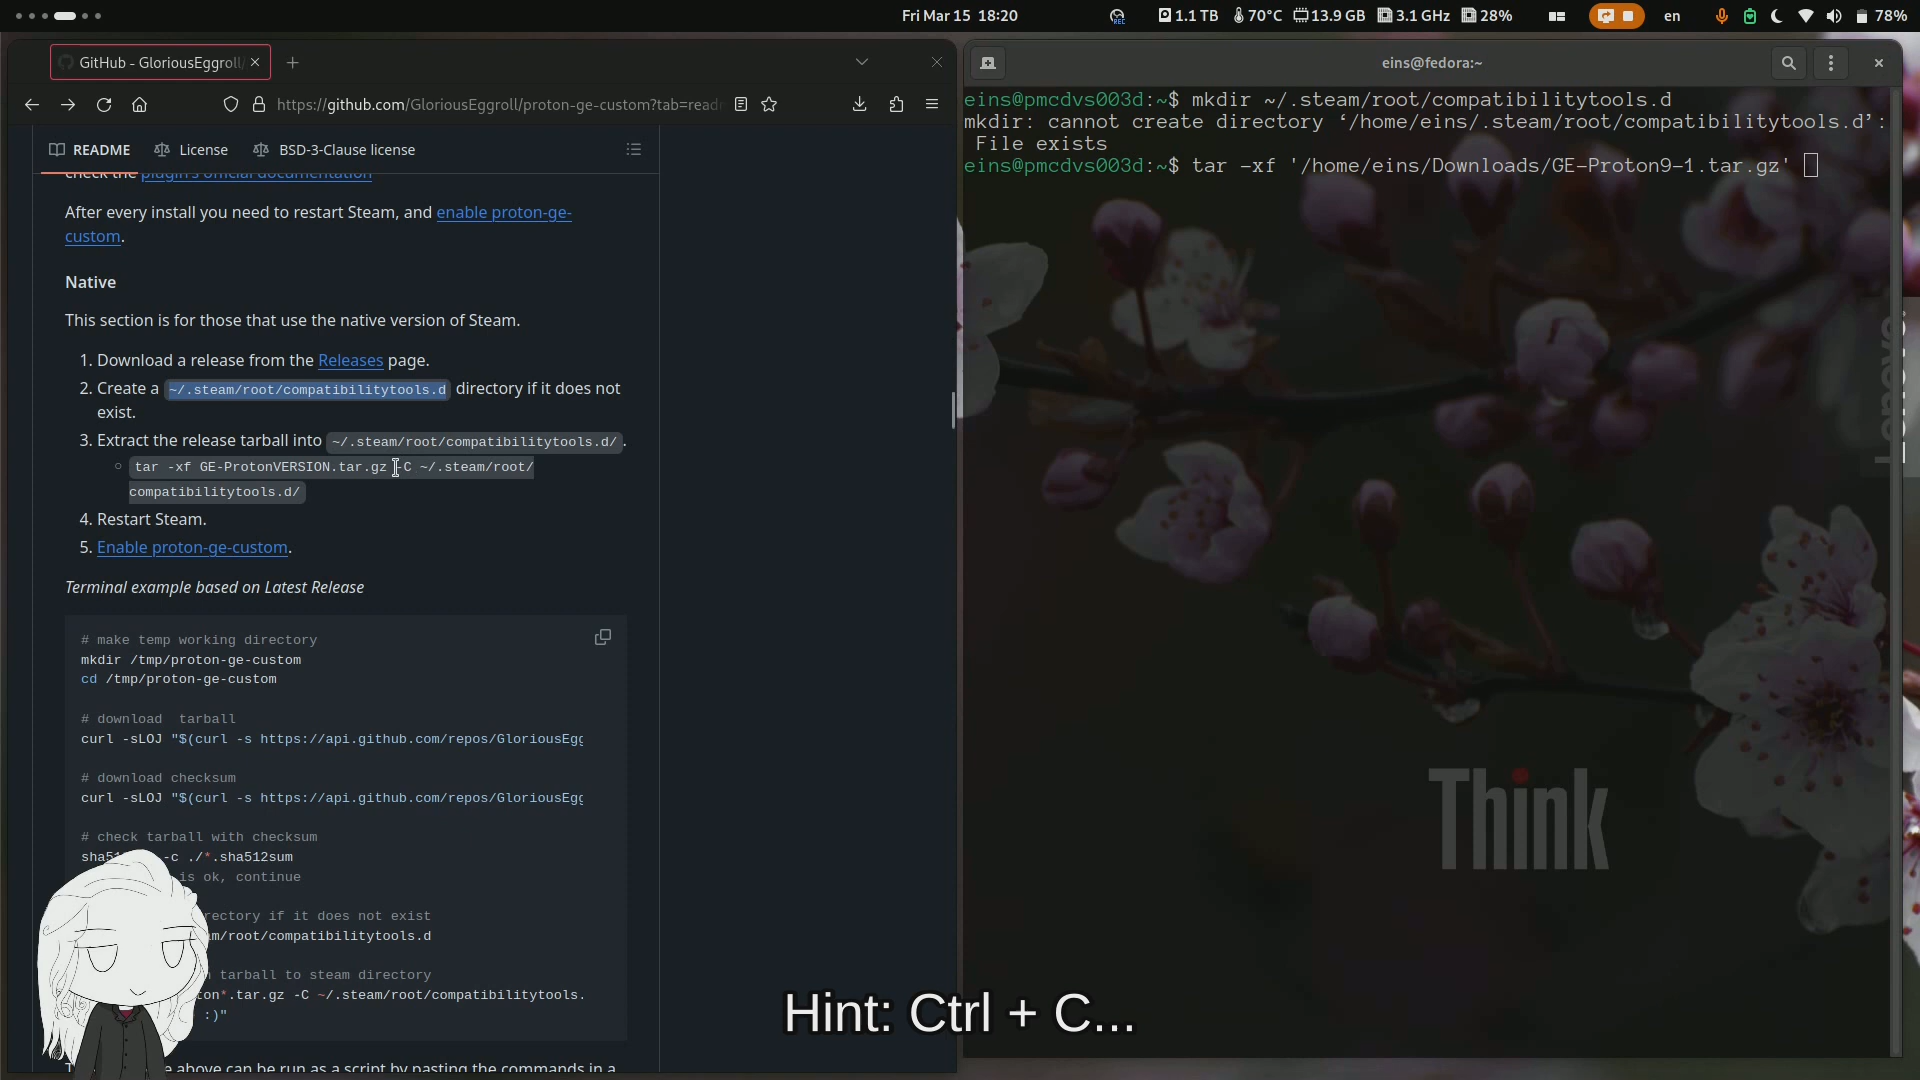 Fri Mar 15 18:20
REC
1.1 TB
70°C
13.9 GB
3.1 GHz
28%
en
78%
GitHub - GloriousEggroll/
https://github.com/GloriousEggroll/proton-ge-custom?tab=readm
README
License
BSD-3-Clause license
check the plugin's official documentation
After every install you need to restart Steam, and enable proton-ge-
custom.
Native
This section is for those that use the native version of Steam.
1. Download a release from the Releases page.
2. Create a ~/.steam/root/compatibilitytools.d directory if it does not
exist.
3. Extract the release tarball into ~/.steam/root/compatibilitytools.d/ .
tar -xf GE-ProtonVERSION.tar.gz -C ~/.steam/root/
compatibilitytools.d/
4. Restart Steam.
5. Enable proton-ge-custom.
Terminal example based on Latest Release
# make temp working directory
mkdir /tmp/proton-ge-custom
cd /tmp/proton-ge-custom
# download  tarball
curl -sLOJ "$(curl -s https://api.github.com/repos/GloriousEgg
# download checksum
curl -sLOJ "$(curl -s https://api.github.com/repos/GloriousEgg
# check tarball with checksum
-c ./*.sha512sum
is ok, continue
if it does not exist
m/root/compatibilitytools.d
tarball to steam directory
ton*.tar.gz -C ~/.steam/root/compatibilitytools.
:)"
above can be run as a script by pasting the commands in a
eins@fedora:~
eins@pmcdvs003d:~$ mkdir ~/.steam/root/compatibilitytools.d
mkdir: cannot create directory ‘/home/eins/.steam/root/compatibilitytools.d’:
File exists
eins@pmcdvs003d:~$ tar -xf '/home/eins/Downloads/GE-Proton9-1.tar.gz'
Think
Hint: Ctrl + C...